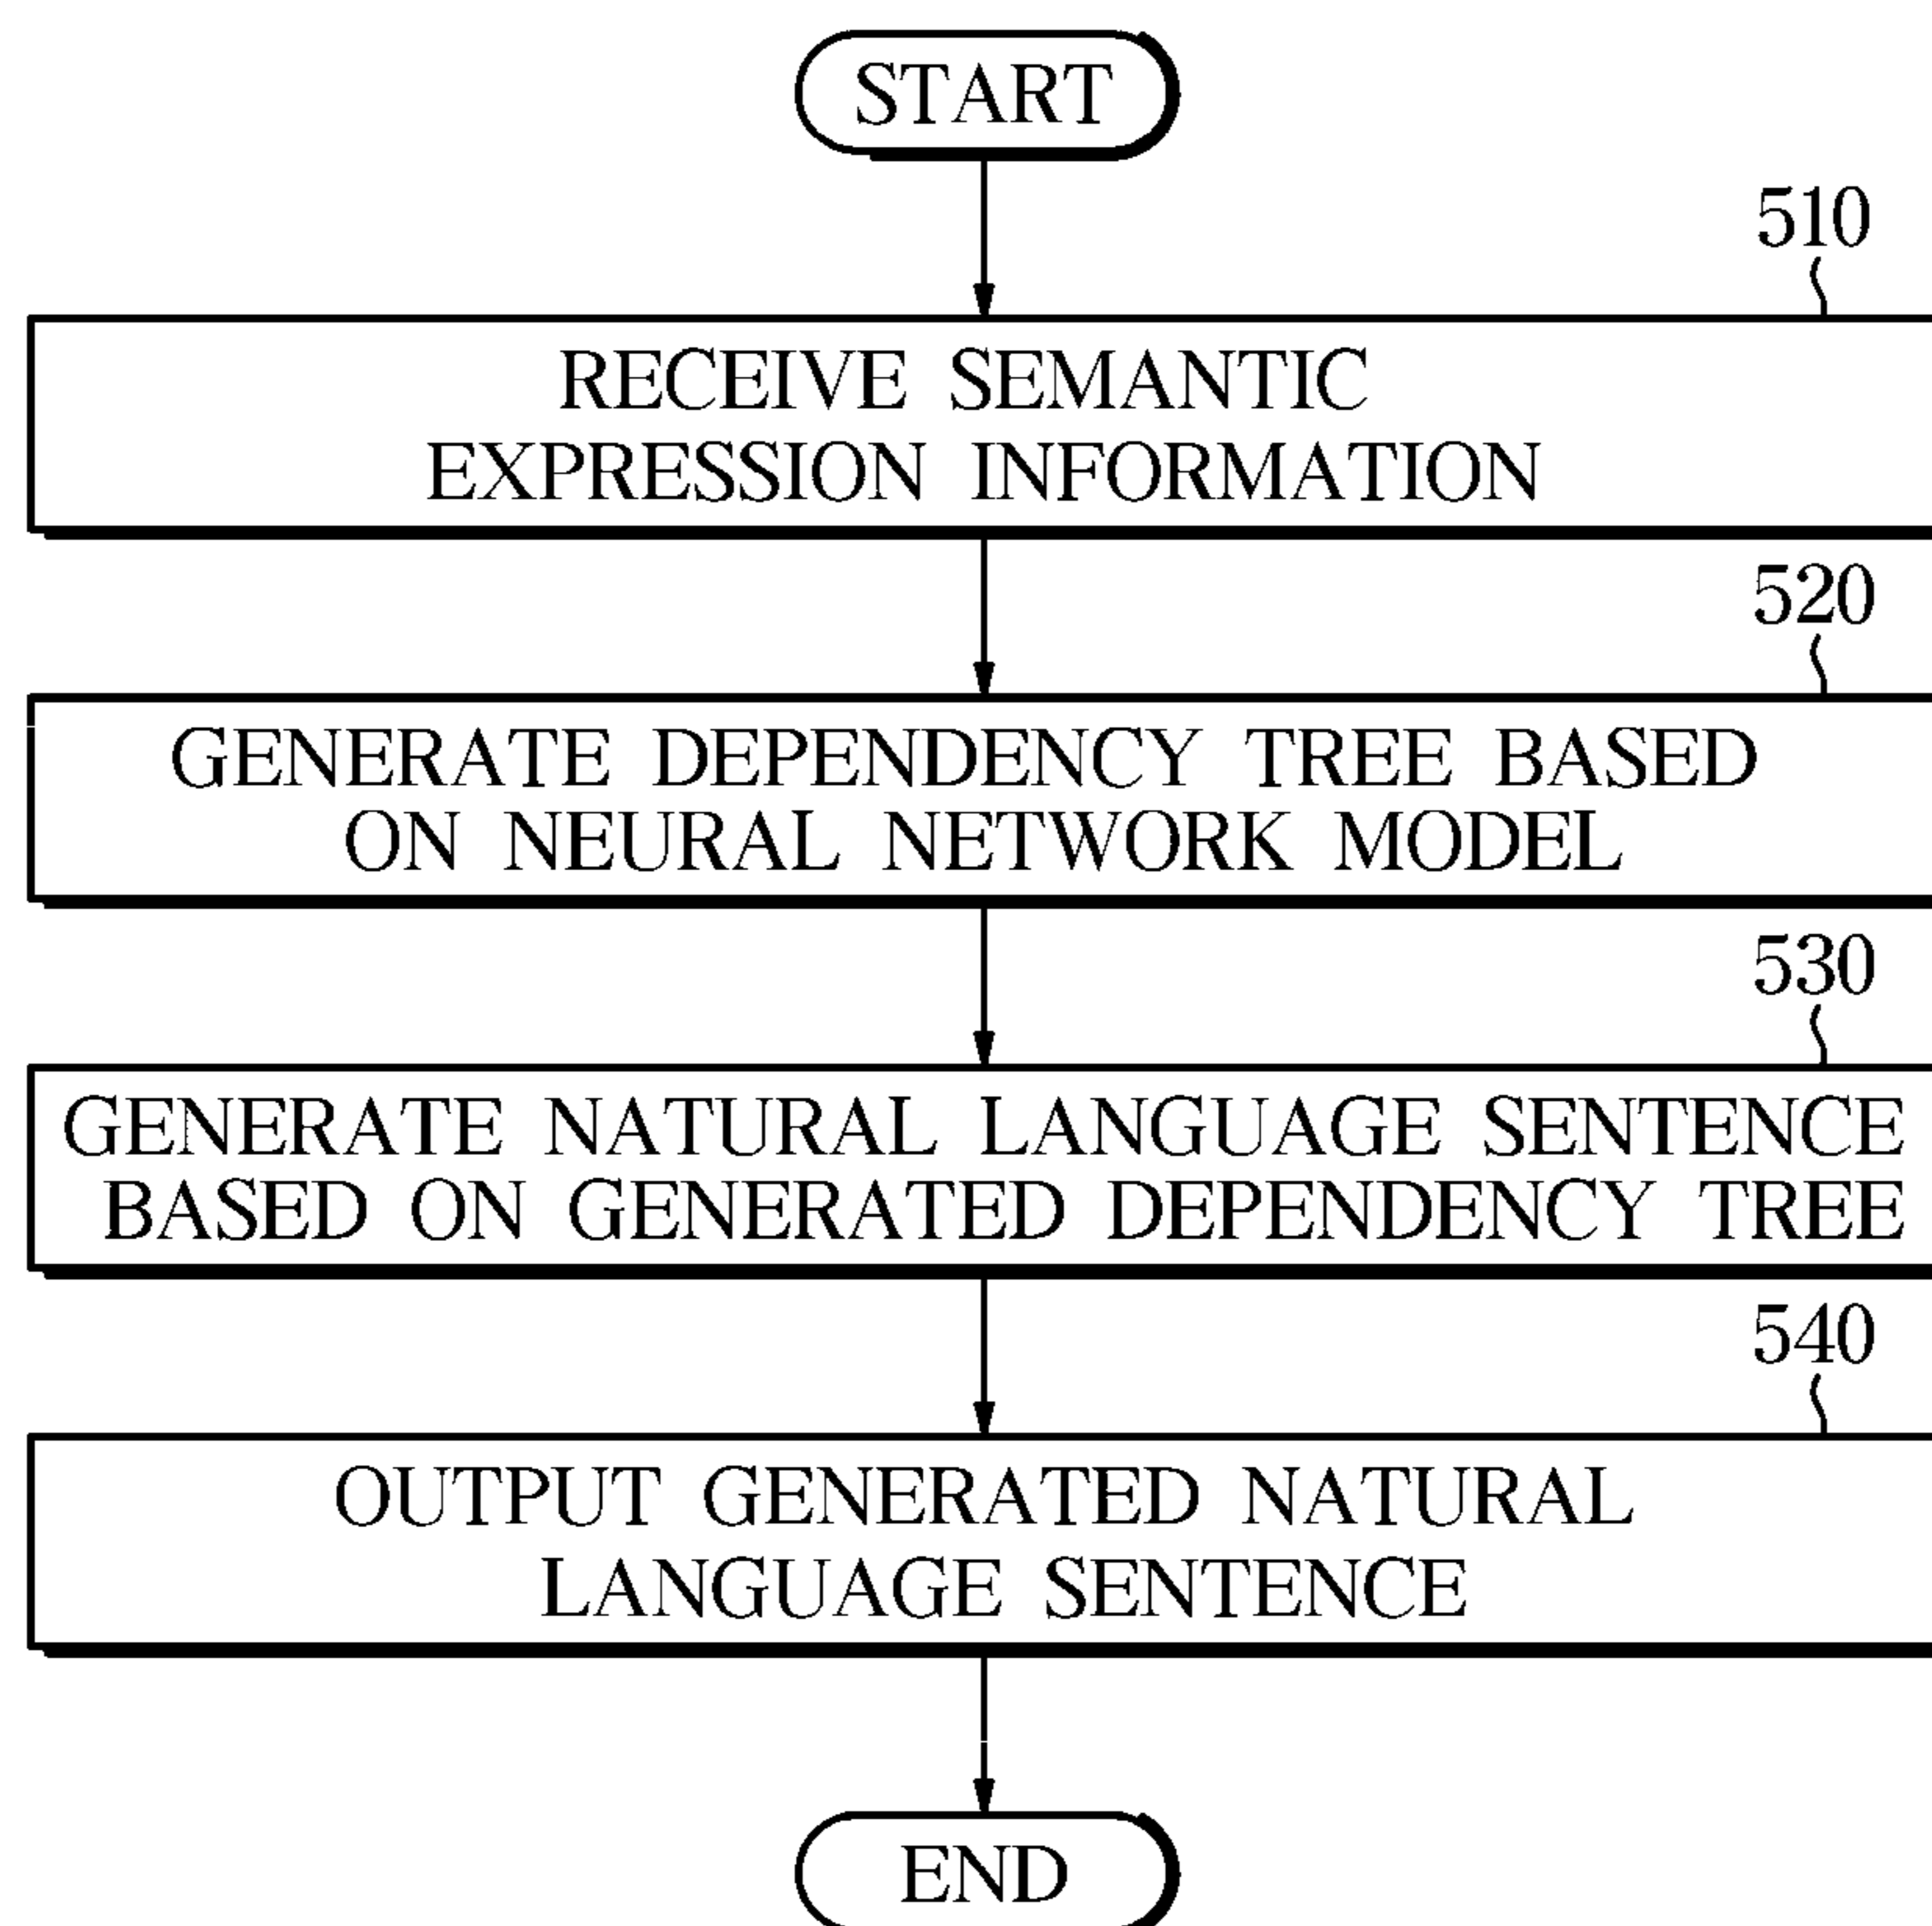 START
510
RECEIVE SEMANTIC
EXPRESSION INFORMATION
520
GENERATE DEPENDENCY TREE BASED
ON NEURAL NETWORK MODEL
530
GENERATE NATURAL LANGUAGE SENTENCE
BASED ON GENERATED DEPENDENCY TREE
540
OUTPUT GENERATED NATURAL
LANGUAGE SENTENCE
END